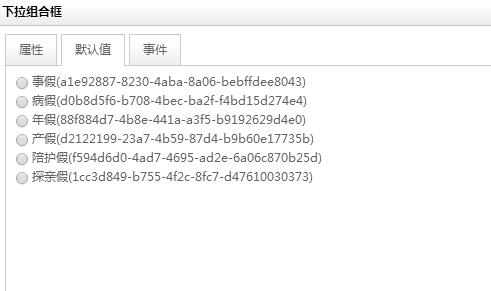 下拉组合框
属性 默认值 事件
事假(a1e92887-8230-4aba-8a06-bebffdee8043)
病假(d0b8d5f6-b708-4bec-ba2f-f4bd15d274e4)
年假(88f884d7-4b8e-441a-a3f5-b9192629d4e0)
产假(d2122199-23a7-4b59-87d4-b9b60e17735b)
陪护假(f594d6d0-4ad7-4695-ad2e-6a06c870b25d)
探亲假(1cc3d849-b755-4f2c-8fc7-d47610030373)